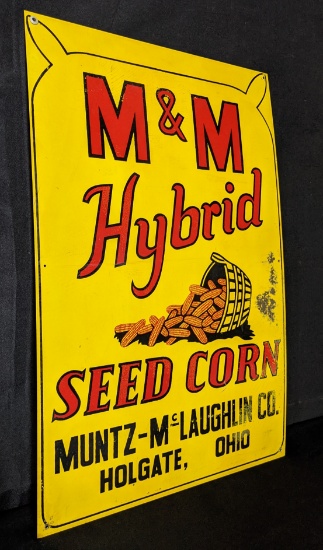 M & M
Hybrid
SEED CORN
MUNTZ-McLAUGHLIN CO.
HOLGATE, OHIO